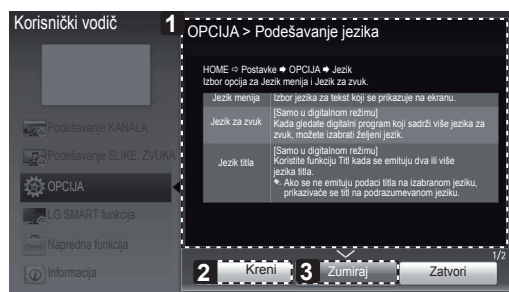 Korisnički vodič
1
OPCIJA > Podešavanje jezika
HOME ⇨ Postavke ➡ OPCIJA ➡ Jezik
Izbor opcija za Jezik menija i Jezik za zvuk.
Jezik menija
Izbor jezika za tekst koji se prikazuje na ekranu.
Jezik za zvuk
[Samo u digitalnom režimu]
Kada gledate digitalni program koji sadrži više jezika za
zvuk, možete izabrati željeni jezik.
Jezik titla
[Samo u digitalnom režimu]
Koristite funkciju Titl kada se emituju dva ili više
jezika titla.
Ako se ne emituju podaci titla na izabranom jeziku,
prikazivaće se titl na podrazumevanom jeziku.
Podešavanje KANALA
Podešavanje SLIKE, ZVUKA
OPCIJA
LG SMART funkcija
Napredna funkcija
Informacija
1/2
2
Kreni
3
Zumiraj
Zatvori